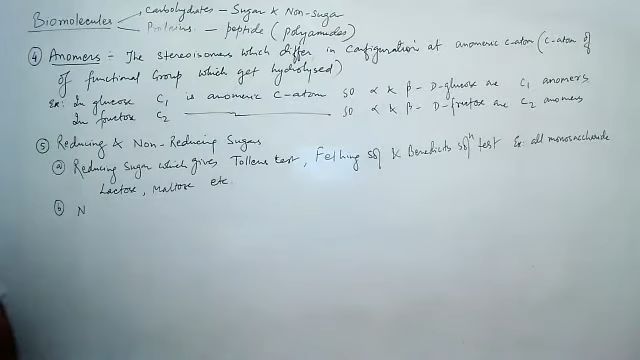 Biomolecules
Carbohydrates - Sugar & Non-Sugar
Proteins - peptide (polyamides)
④ Anomers = The stereoisomers which differ in configuration at anomeric C-atom (C-atom of
of functional Group which get hydrolysed)
Ex: In glucose C1 is anomeric C-atom so α & β - D-glucose are C1 anomers
In fructose C2 ———— so α & β - D-fructose are C2 anomers
⑤ Reducing & Non-Reducing Sugars
ⓐ Reducing Sugar which gives Tollens test, Felhing solⁿ & Benedicts solⁿ test Ex: all monosaccharide
Lactose, Maltose etc
ⓑ N